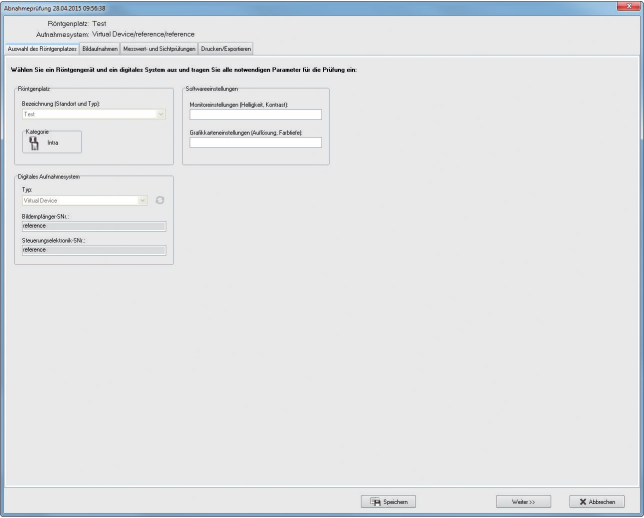 Abnahmeprüfung 28.04.2015 09:56:38
Röntgenplatz: Test
Aufnahmesystem: Virtual Device/reference/reference
Auswahl des Röntgenplatzes Bildaufnahmen Messwert- und Sichtprüfungen Drucken/Exportieren
Wählen Sie ein Röntgengerät und ein digitales System aus und tragen Sie alle notwendigen Parameter für die Prüfung ein:
Röntgenplatz
Bezeichnung (Standort und Typ):
Test
Kategorie
Intra
Softwareeinstellungen
Monitoreinstellungen (Helligkeit, Kontrast):
Grafikkarteneinstellungen (Auflösung, Farbtiefe):
Digitales Aufnahmesystem
Typ:
Virtual Device
Bildempfänger-SNr.:
reference
Steuerungselektronik-SNr.:
reference
Speichern Weiter >> Abbrechen